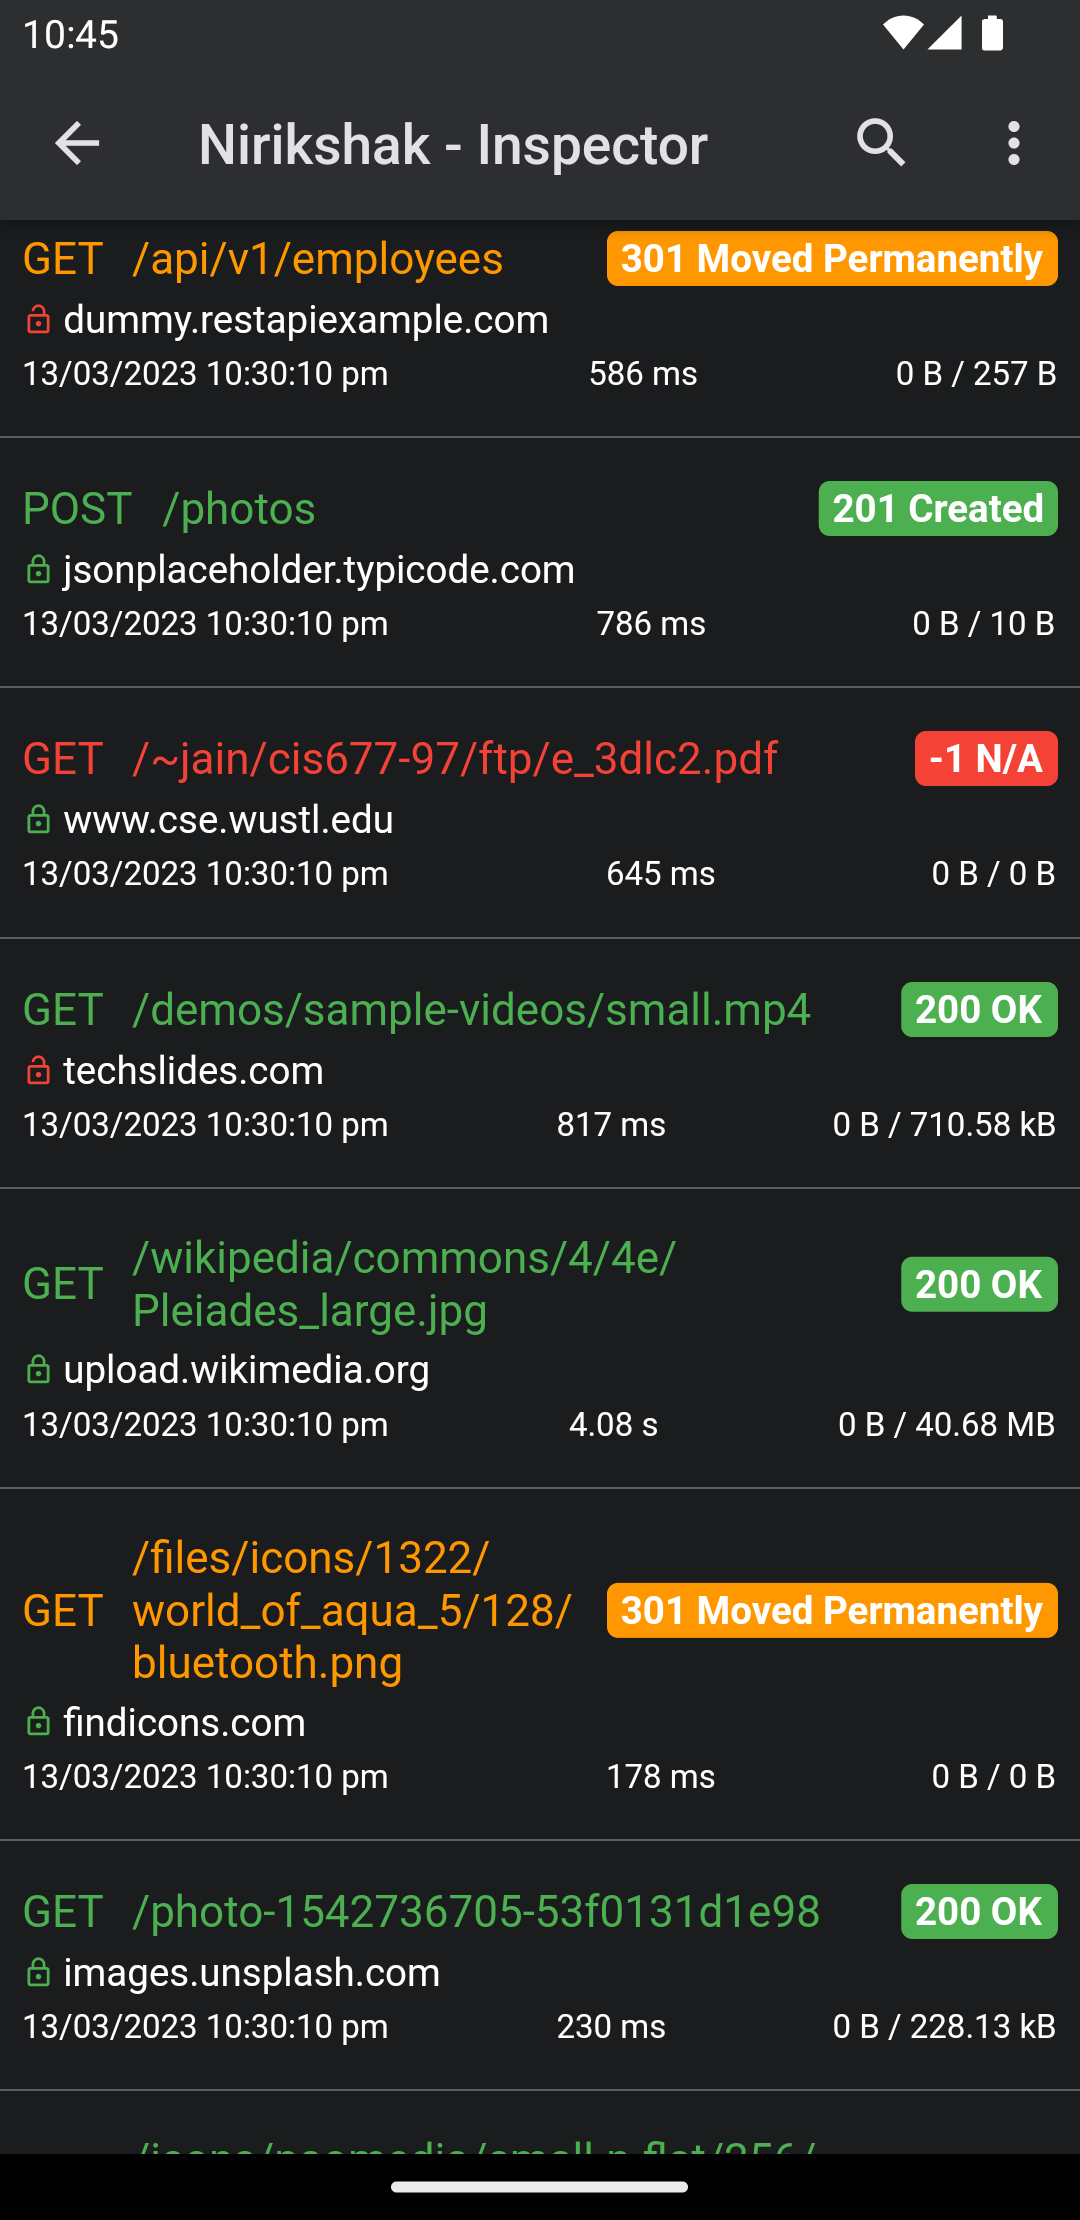 10:45
Nirikshak - Inspector
GET /api/v1/employees 301 Moved Permanently
dummy.restapiexample.com
13/03/2023 10:30:10 pm 586 ms 0 B / 257 B
POST /photos 201 Created
jsonplaceholder.typicode.com
13/03/2023 10:30:10 pm 786 ms 0 B / 10 B
GET /~jain/cis677-97/ftp/e_3dlc2.pdf -1 N/A
www.cse.wustl.edu
13/03/2023 10:30:10 pm 645 ms 0 B / 0 B
GET /demos/sample-videos/small.mp4 200 OK
techslides.com
13/03/2023 10:30:10 pm 817 ms 0 B / 710.58 kB
/wikipedia/commons/4/4e/
GET Pleiades_large.jpg 200 OK
upload.wikimedia.org
13/03/2023 10:30:10 pm 4.08 s 0 B / 40.68 MB
/files/icons/1322/
GET world_of_aqua_5/128/ 301 Moved Permanently
bluetooth.png
findicons.com
13/03/2023 10:30:10 pm 178 ms 0 B / 0 B
GET /photo-1542736705-53f0131d1e98 200 OK
images.unsplash.com
13/03/2023 10:30:10 pm 230 ms 0 B / 228.13 kB